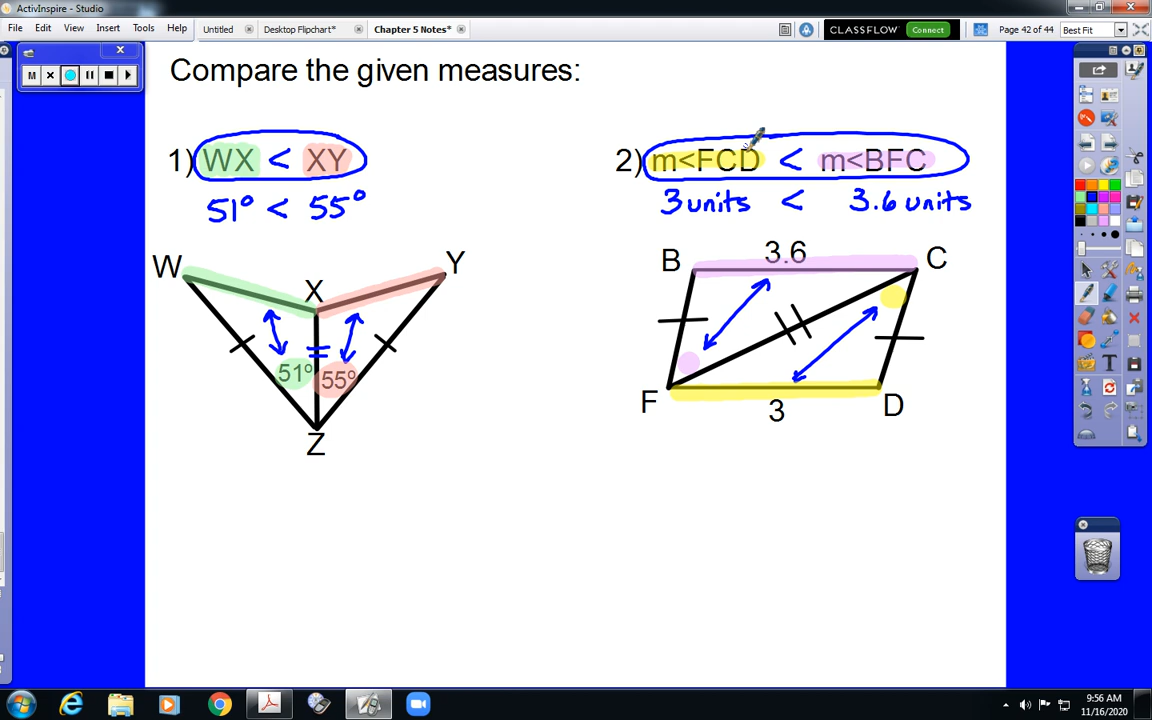 ActivInspire - Studio
File Edit View Insert Tools Help
Untitled
Desktop Flipchart*
Chapter 5 Notes*
CLASSFLOW Connect
Page 42 of 44
Best Fit
M
Compare the given measures:
1) WX < XY
51° < 55°
2) m<FCD < m<BFC
3 units < 3.6 units
W
X
Y
51°
55°
Z
B
3.6
C
F
3
D
T
9:56 AM
11/16/2020